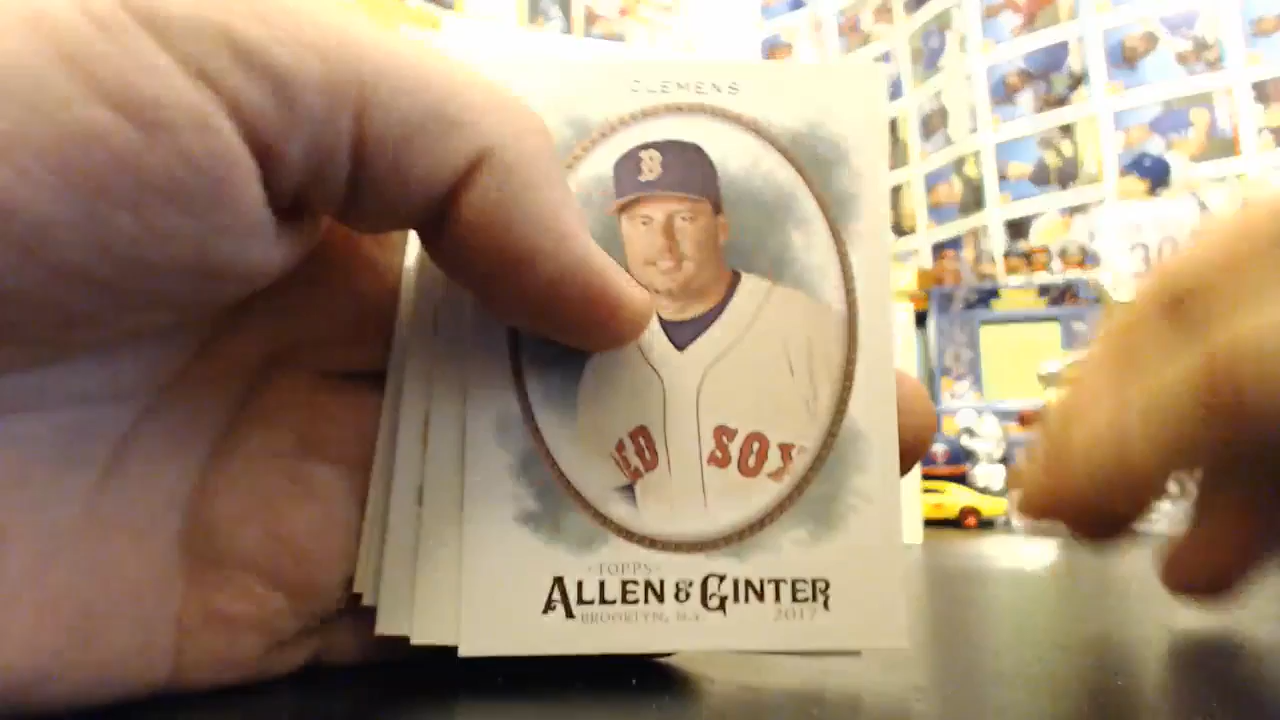 CLEMENS
B
RED SOX
TOPPS
ALLEN & GINTER
BROOKLYN, N.Y. 2017